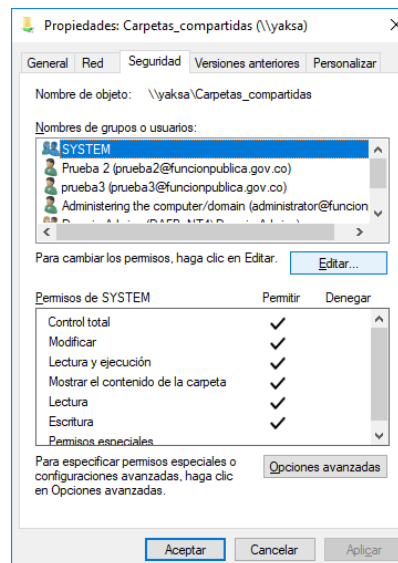 Propiedades: Carpetas_compartidas (\\yaksa)
General Red Seguridad Versiones anteriores Personalizar
Nombre de objeto: \\yaksa\Carpetas_compartidas
Nombres de grupos o usuarios:
SYSTEM
Prueba 2 (prueba2@funcionpublica.gov.co)
prueba3 (prueba3@funcionpublica.gov.co)
Administering the computer/domain (administrator@funcion
Para cambiar los permisos, haga clic en Editar. Editar...
Permisos de SYSTEM Permitir Denegar
Control total
Modificar
Lectura y ejecución
Mostrar el contenido de la carpeta
Lectura
Escritura
Permisos especiales
Para especificar permisos especiales o
configuraciones avanzadas, haga clic
en Opciones avanzadas.
Opciones avanzadas
Aceptar Cancelar Aplicar